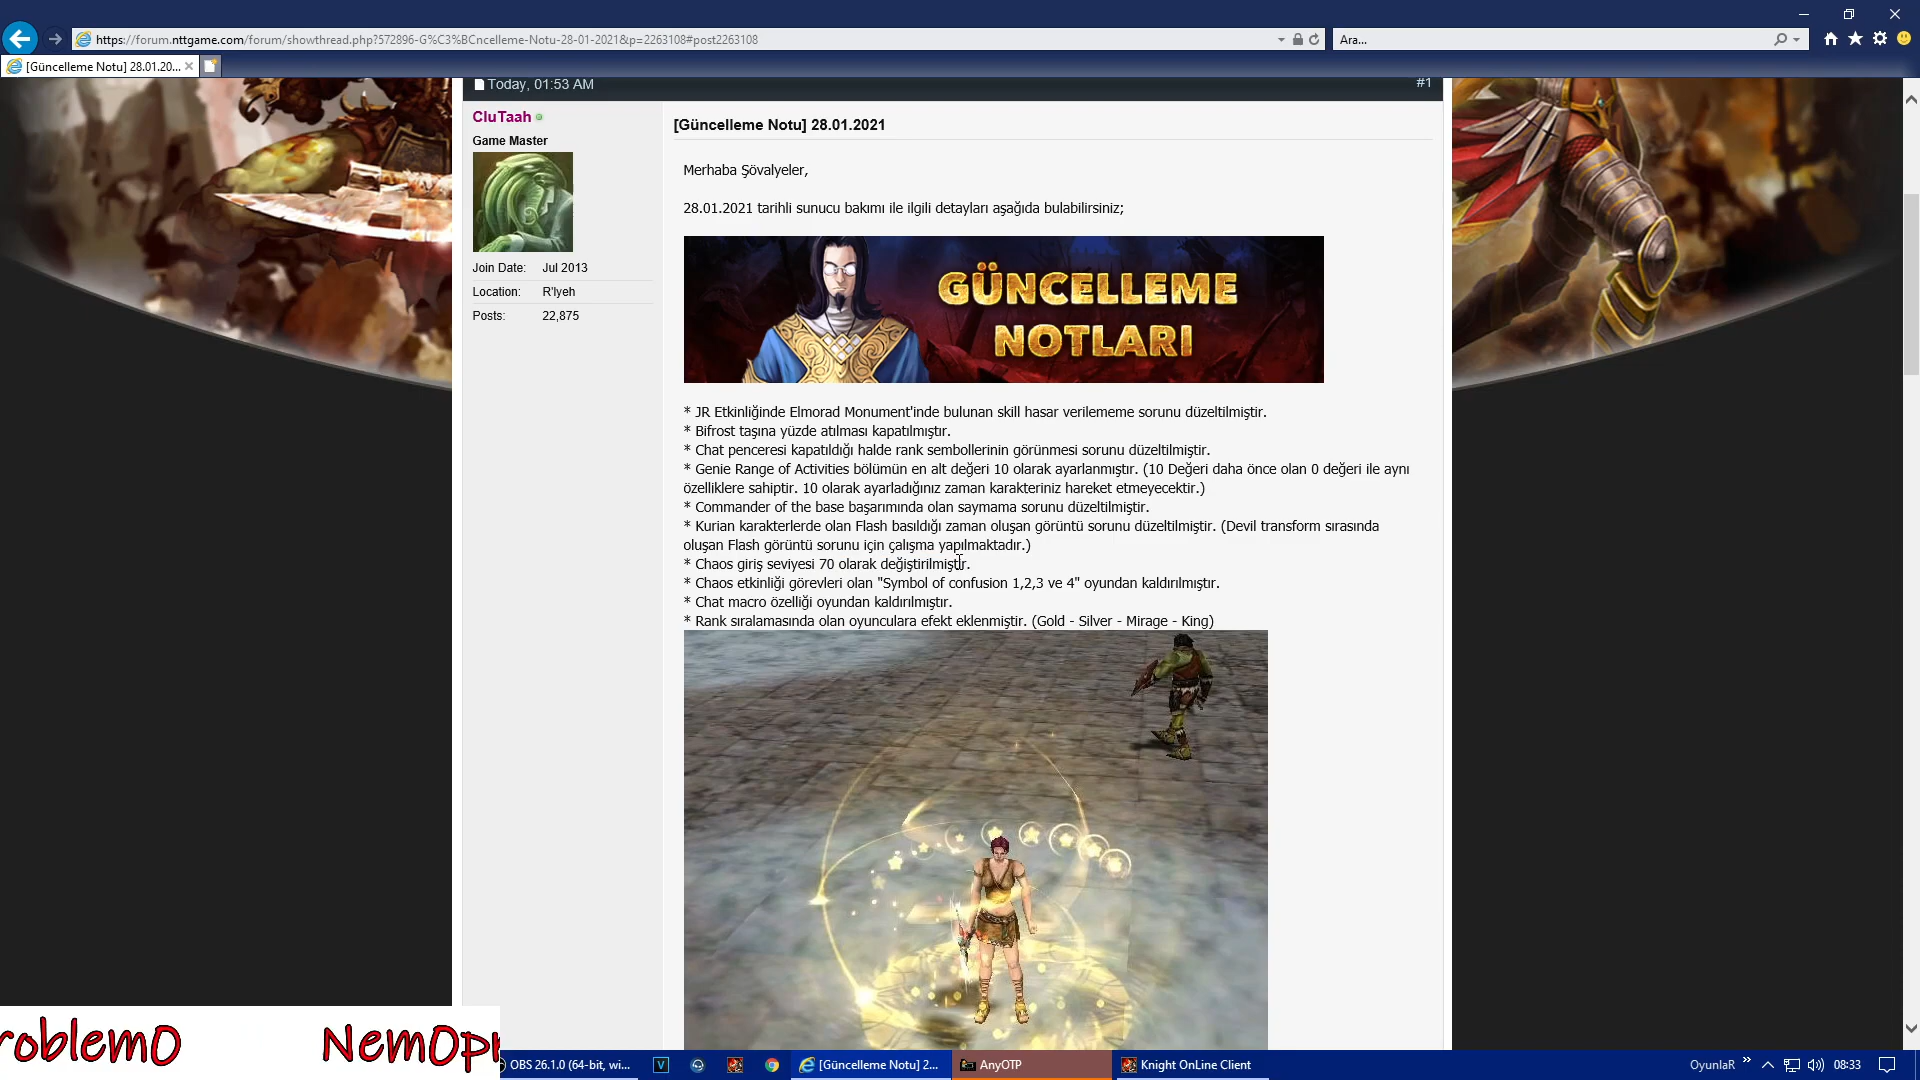 https://forum.nttgame.com/forum/showthread.php?572896-G%C3%BCncelleme-Notu-28-01-2021&p=2263108#post2263108
Ara...
[Güncelleme Notu] 28.01.20...
Today, 01:53 AM
#1
CluTaah
Game Master
Join Date: Jul 2013
Location: R'lyeh
Posts: 22,875
[Güncelleme Notu] 28.01.2021
Merhaba Şövalyeler,
28.01.2021 tarihli sunucu bakımı ile ilgili detayları aşağıda bulabilirsiniz;
GÜNCELLEME
NOTLARI
* JR Etkinliğinde Elmorad Monument'inde bulunan skill hasar verilememe sorunu düzeltilmiştir.
* Bifrost taşına yüzde atılması kapatılmıştır.
* Chat penceresi kapatıldığı halde rank sembollerinin görünmesi sorunu düzeltilmiştir.
* Genie Range of Activities bölümün en alt değeri 10 olarak ayarlanmıştır. (10 Değeri daha önce olan 0 değeri ile aynı
özelliklere sahiptir. 10 olarak ayarladığınız zaman karakteriniz hareket etmeyecektir.)
* Commander of the base başarımında olan saymama sorunu düzeltilmiştir.
* Kurian karakterlerde olan Flash basıldığı zaman oluşan görüntü sorunu düzeltilmiştir. (Devil transform sırasında
oluşan Flash görüntü sorunu için çalışma yapılmaktadır.)
* Chaos giriş seviyesi 70 olarak değiştirilmiştir.
* Chaos etkinliği görevleri olan "Symbol of confusion 1,2,3 ve 4" oyundan kaldırılmıştır.
* Chat macro özelliği oyundan kaldırılmıştır.
* Rank sıralamasında olan oyunculara efekt eklenmiştir. (Gold - Silver - Mirage - King)
roblem0 Nem0pr
OBS 26.1.0 (64-bit, wi...
V
[Güncelleme Notu] 2...
AnyOTP
Knight OnLine Client
OyunlaR
08:33